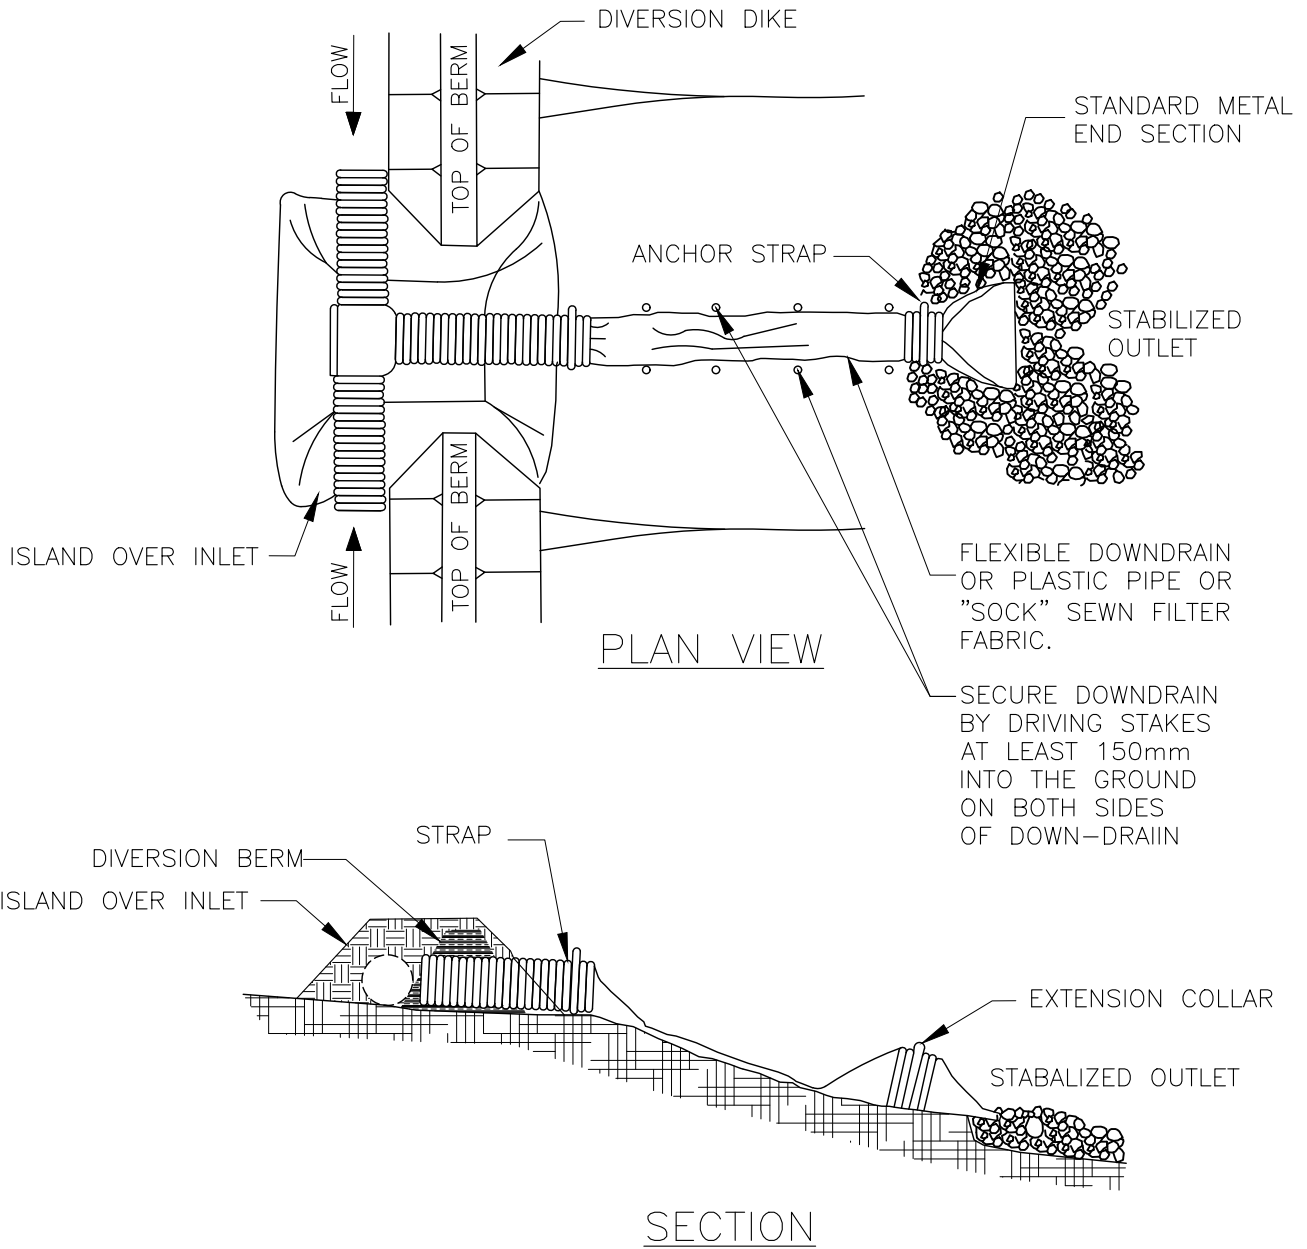 DIVERSION DIKE
FLOW
TOP OF BERM
STANDARD METAL
END SECTION
ANCHOR STRAP
STABILIZED
OUTLET
ISLAND OVER INLET
FLOW
TOP OF BERM
FLEXIBLE DOWNDRAIN
OR PLASTIC PIPE OR
"SOCK" SEWN FILTER
FABRIC.
PLAN VIEW
SECURE DOWNDRAIN
BY DRIVING STAKES
AT LEAST 150mm
INTO THE GROUND
ON BOTH SIDES
OF DOWN-DRAIIN
STRAP
DIVERSION BERM
ISLAND OVER INLET
EXTENSION COLLAR
STABALIZED OUTLET
SECTION